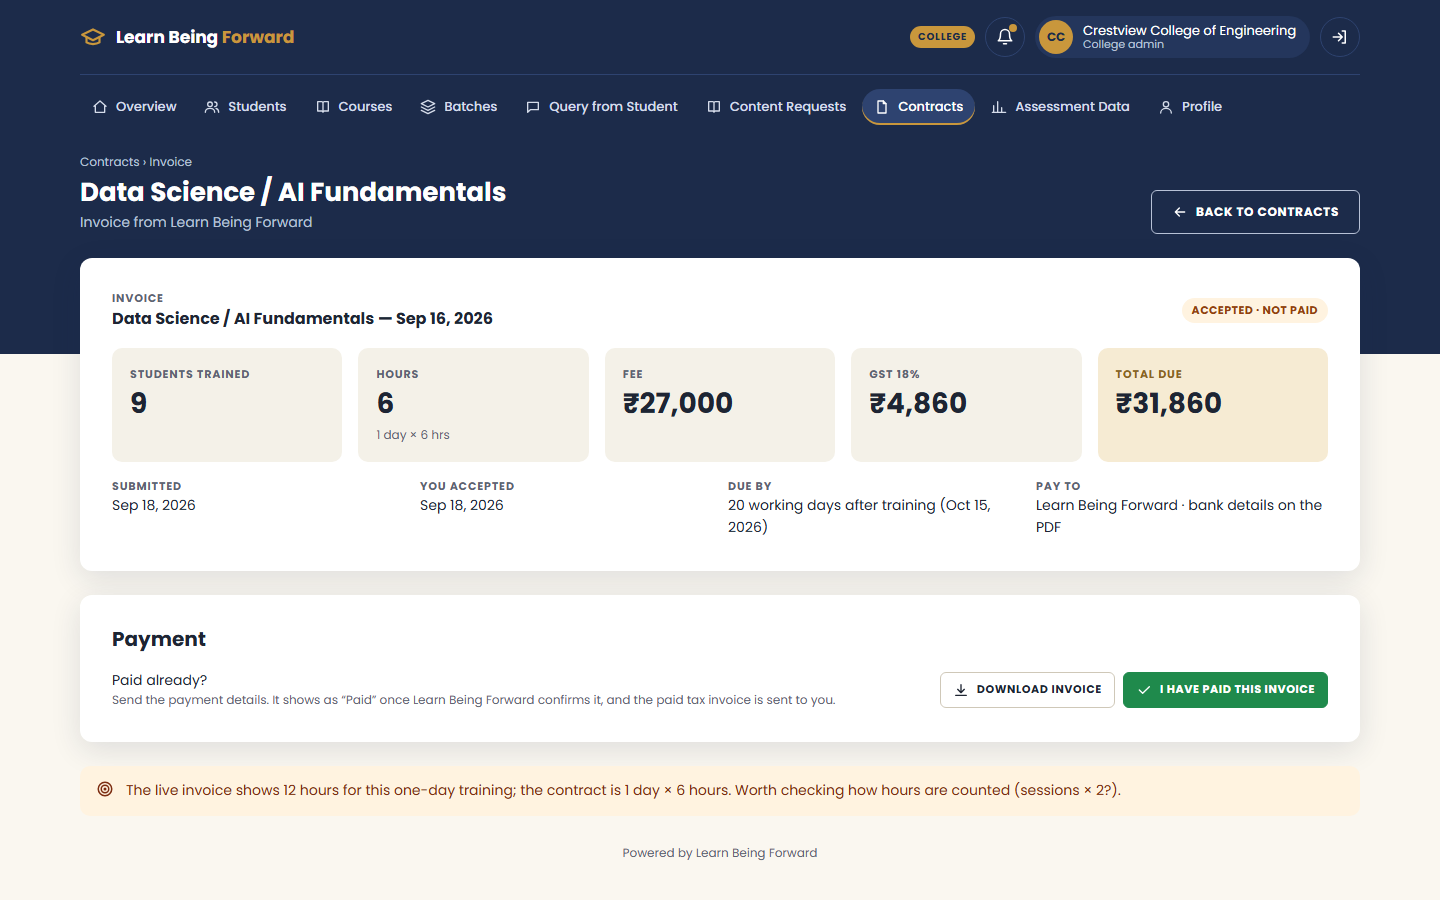 Learn Being Forward
COLLEGE
CC
Crestview College of Engineering
College admin
Overview
Students
Courses
Batches
Query from Student
Content Requests
Contracts
Assessment Data
Profile
Contracts › Invoice
Data Science / AI Fundamentals
Invoice from Learn Being Forward
BACK TO CONTRACTS
INVOICE
Data Science / AI Fundamentals — Sep 16, 2026
ACCEPTED · NOT PAID
STUDENTS TRAINED
9
HOURS
6
1 day × 6 hrs
FEE
₹27,000
GST 18%
₹4,860
TOTAL DUE
₹31,860
SUBMITTED
Sep 18, 2026
YOU ACCEPTED
Sep 18, 2026
DUE BY
20 working days after training (Oct 15,
2026)
PAY TO
Learn Being Forward · bank details on the
PDF
Payment
Paid already?
Send the payment details. It shows as “Paid” once Learn Being Forward confirms it, and the paid tax invoice is sent to you.
DOWNLOAD INVOICE
I HAVE PAID THIS INVOICE
The live invoice shows 12 hours for this one-day training; the contract is 1 day × 6 hours. Worth checking how hours are counted (sessions × 2?).
Powered by Learn Being Forward